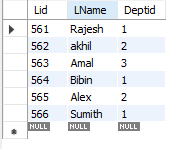 Lid LName Deptid
561 Rajesh 1
562 akhil 2
563 Amal 3
564 Bibin 1
565 Alex 2
566 Sumith 1
NULL NULL NULL